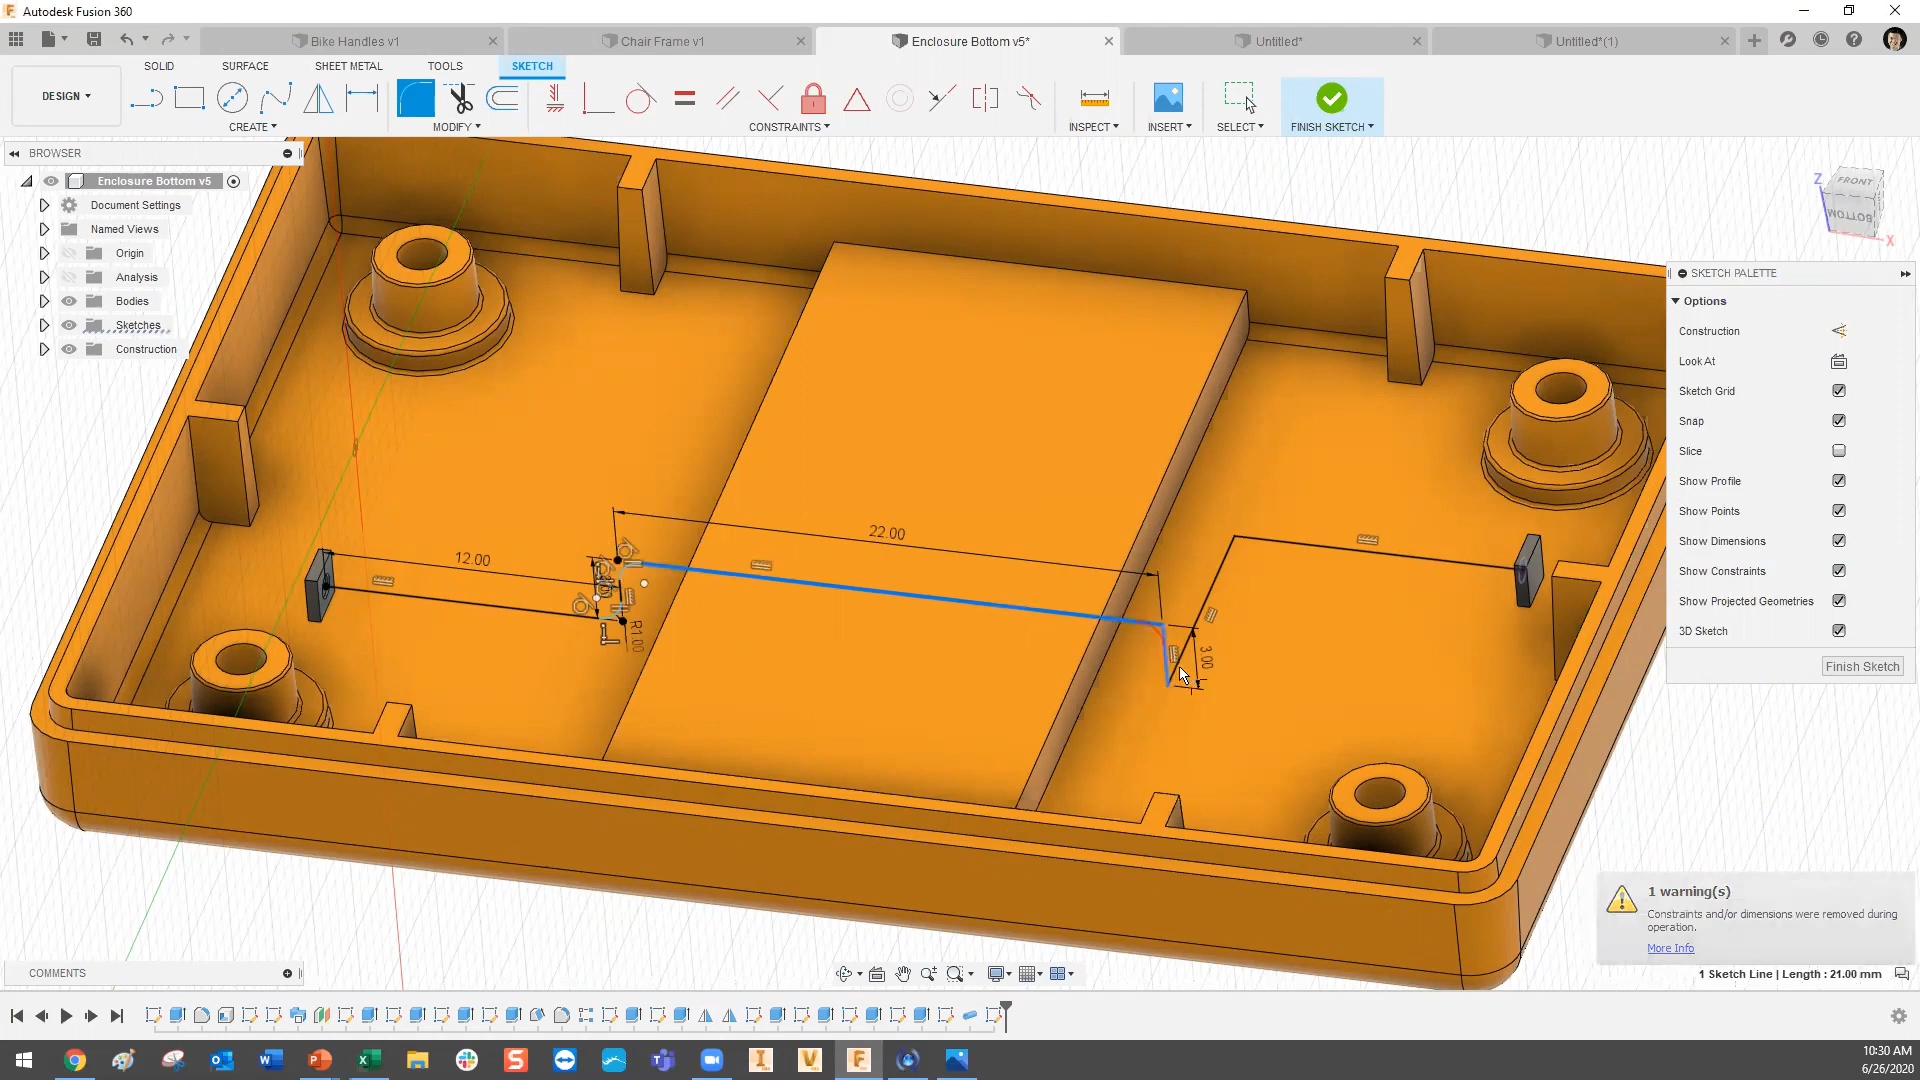 Autodesk Fusion 360
Bike Handles v1
Chair Frame v1
Enclosure Bottom v5*
Untitled*
Untitled*(1)
SOLID
SURFACE
SHEET METAL
TOOLS
SKETCH
DESIGN
CREATE
MODIFY
CONSTRAINTS
INSPECT
INSERT
SELECT
FINISH SKETCH
BROWSER
Enclosure Bottom v5
Document Settings
Named Views
Origin
Analysis
Bodies
Sketches
Construction
Z
FRONT
BOTTOM
X
SKETCH PALETTE
Options
Construction
Look At
Sketch Grid
Snap
Slice
Show Profile
Show Points
Show Dimensions
Show Constraints
Show Projected Geometries
3D Sketch
Finish Sketch
12.00
22.00
R1.00
3.00
1 warning(s)
Constraints and/or dimensions were removed during
operation.
More Info
COMMENTS
1 Sketch Line | Length : 21.00 mm
10:30 AM
6/26/2020